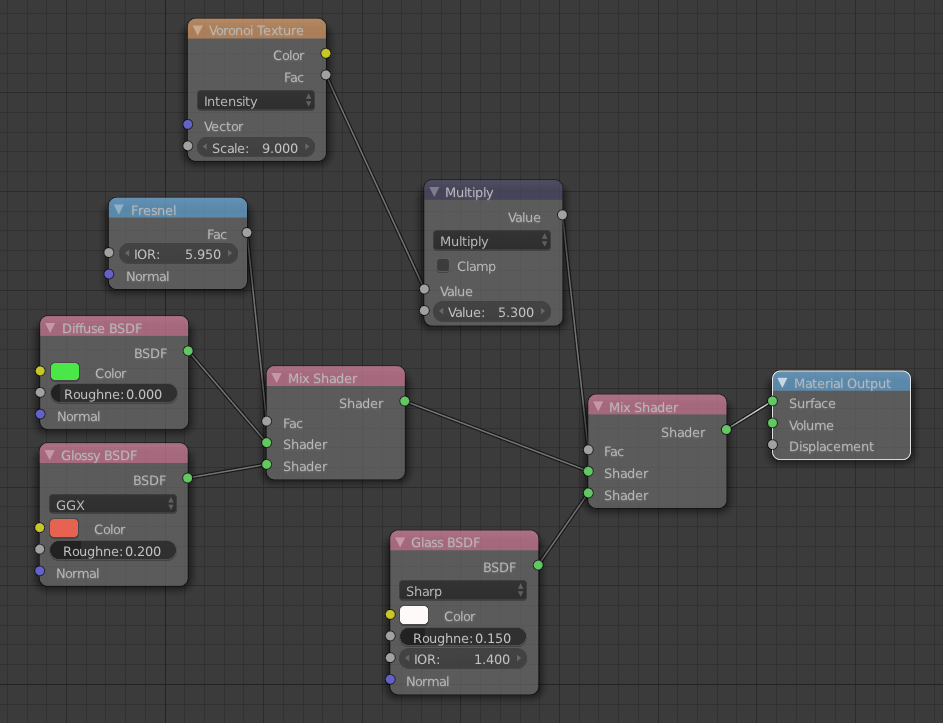 Voronoi Texture
Color
Fac
Intensity
Vector
Scale: 9.000
Fresnel
Fac
IOR: 5.950
Normal
Multiply
Value
Multiply
Clamp
Value
Value: 5.300
Diffuse BSDF
BSDF
Color
Roughne: 0.000
Normal
Glossy BSDF
BSDF
GGX
Color
Roughne: 0.200
Normal
Mix Shader
Shader
Fac
Shader
Shader
Glass BSDF
BSDF
Sharp
Color
Roughne: 0.150
IOR: 1.400
Normal
Mix Shader
Shader
Fac
Shader
Shader
Material Output
Surface
Volume
Displacement